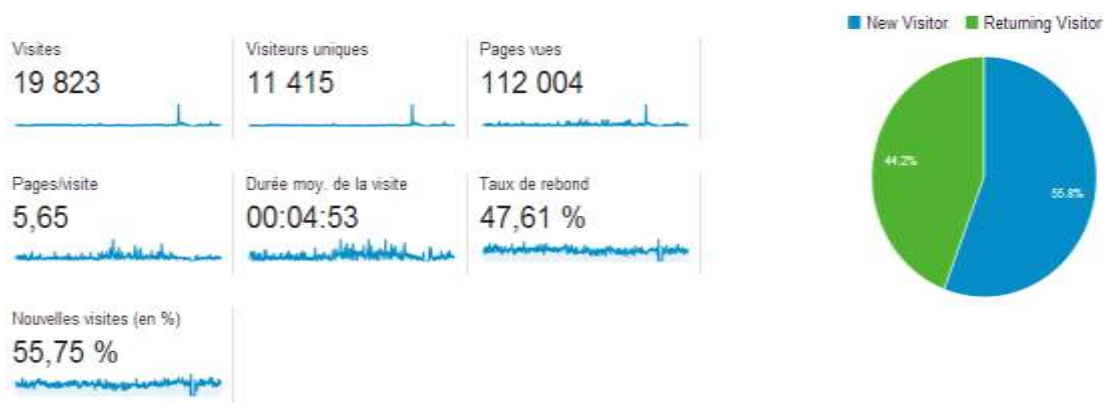 New Visitor Returning Visitor
Visites
19 823
Visiteurs uniques
11 415
Pages vues
112 004
Pages/visite
5,65
Durée moy. de la visite
00:04:53
Taux de rebond
47,61 %
Nouvelles visites (en %)
55,75 %
44.2%
55.8%